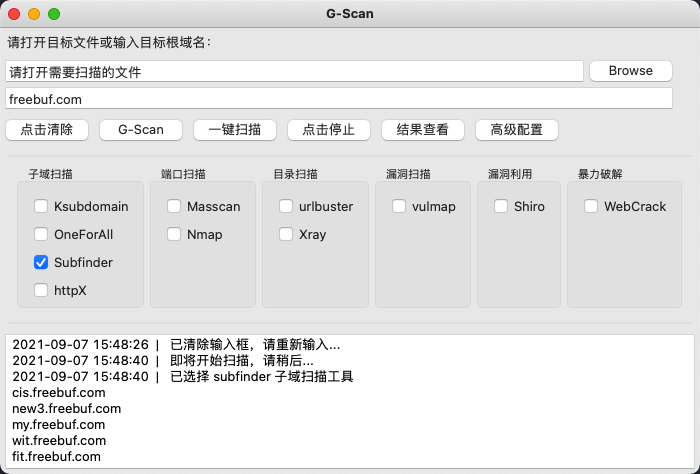 G-Scan
请打开目标文件或输入目标根域名：
请打开需要扫描的文件 Browse
freebuf.com
点击清除 G-Scan 一键扫描 点击停止 结果查看 高级配置
子域扫描 端口扫描 目录扫描 漏洞扫描 漏洞利用 暴力破解
Ksubdomain Masscan urlbuster vulmap Shiro WebCrack
OneForAll Nmap Xray
Subfinder
httpX
2021-09-07 15:48:26 | 已清除输入框，请重新输入...
2021-09-07 15:48:40 | 即将开始扫描，请稍后...
2021-09-07 15:48:40 | 已选择 subfinder 子域扫描工具
cis.freebuf.com
new3.freebuf.com
my.freebuf.com
wit.freebuf.com
fit.freebuf.com